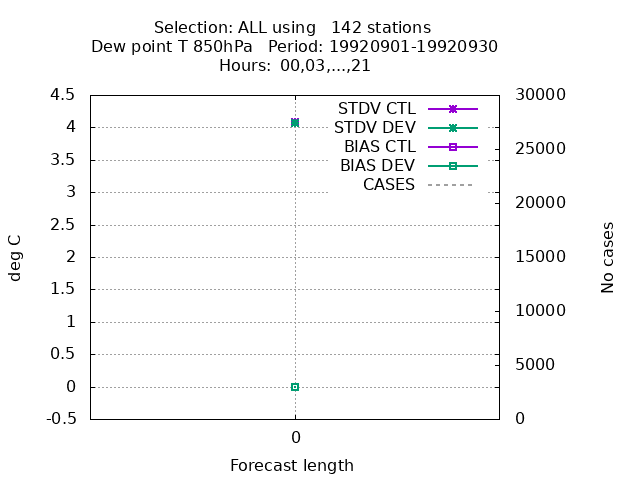 Selection: ALL using   142 stations
Dew point T 850hPa   Period: 19920901-19920930
Hours: 00,03,...,21
4.5
4
3.5
3
2.5
2
1.5
1
0.5
0
-0.5
deg C
STDV CTL
STDV DEV
BIAS CTL
BIAS DEV
CASES
30000
25000
20000
15000
10000
5000
0
No cases
0
Forecast length